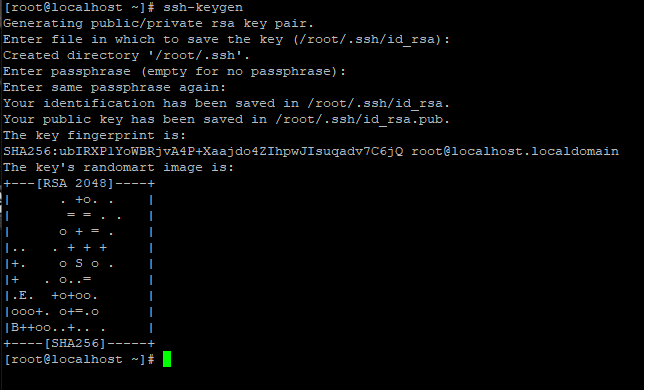 [root@localhost ~]# ssh-keygen
Generating public/private rsa key pair.
Enter file in which to save the key (/root/.ssh/id_rsa):
Created directory '/root/.ssh'.
Enter passphrase (empty for no passphrase):
Enter same passphrase again:
Your identification has been saved in /root/.ssh/id_rsa.
Your public key has been saved in /root/.ssh/id_rsa.pub.
The key fingerprint is:
SHA256:ubIRXPlYoWBRjvA4P+Xaajdo4ZIhpwJIsuqadv7C6jQ root@localhost.localdomain
The key's randomart image is:
+---[RSA 2048]----+
|      . +o. .    |
|       = = . .   |
|      o + = .    |
|..   . + + +     |
|+.    o S o .    |
|+   . o..=       |
|.E.  +o+oo.      |
|ooo+. o+=.o      |
|B++oo..+.. .     |
+----[SHA256]-----+
[root@localhost ~]#